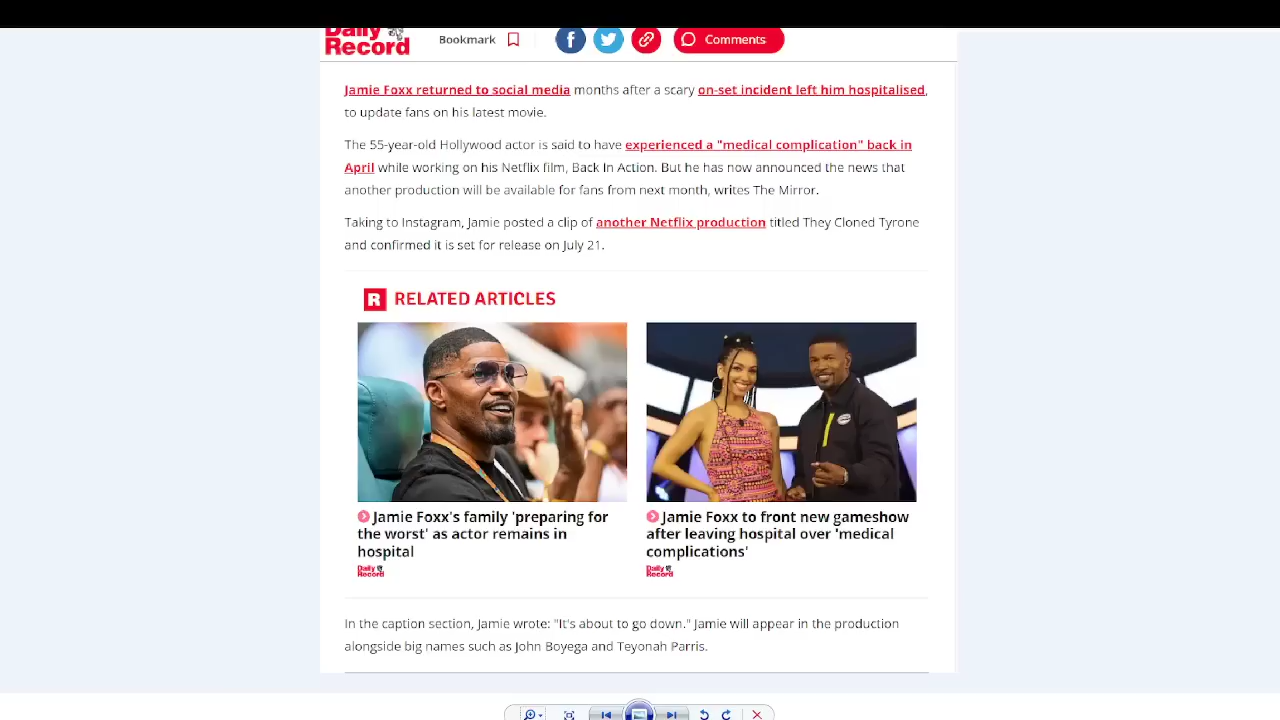 Daily
Record
Bookmark
Comments
Jamie Foxx returned to social media months after a scary on-set incident left him hospitalised,
to update fans on his latest movie.
The 55-year-old Hollywood actor is said to have experienced a "medical complication" back in
April while working on his Netflix film, Back In Action. But he has now announced the news that
another production will be available for fans from next month, writes The Mirror.
Taking to Instagram, Jamie posted a clip of another Netflix production titled They Cloned Tyrone
and confirmed it is set for release on July 21.
R RELATED ARTICLES
Jamie Foxx's family 'preparing for
the worst' as actor remains in
hospital
Daily
Record
Jamie Foxx to front new gameshow
after leaving hospital over 'medical
complications'
Daily
Record
In the caption section, Jamie wrote: "It's about to go down." Jamie will appear in the production
alongside big names such as John Boyega and Teyonah Parris.